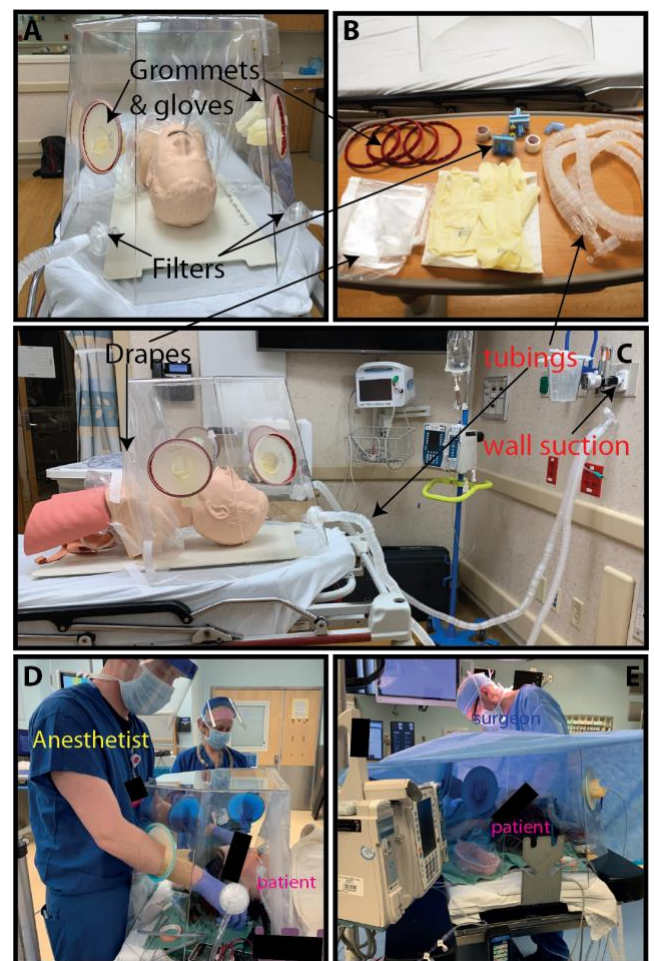 A
Grommets
& gloves
Filters
B
Drapes
tubings
C
wall suction
D
Anesthetist
patient
E
surgeon
patient